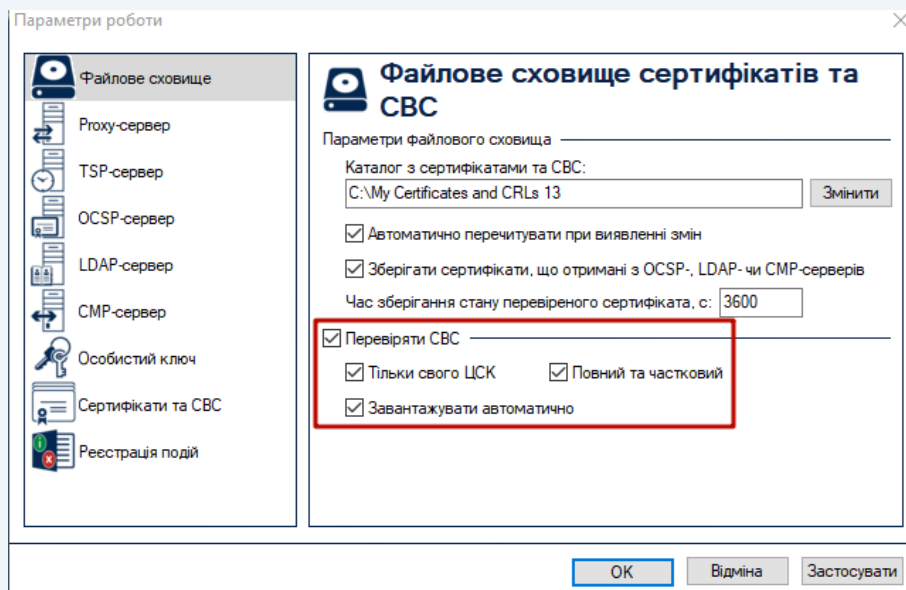 Параметри роботи
Файлове сховище
Proxy-сервер
TSP-сервер
OCSP-сервер
LDAP-сервер
CMP-сервер
Особистий ключ
Сертифікати та СВС
Реєстрація подій
Файлове сховище сертифікатів та
СВС
Параметри файлового сховища
Каталог з сертифікатами та СВС:
C:\My Certificates and CRLs 13
Змінити
Автоматично перечитувати при виявленні змін
Зберігати сертифікати, що отримані з OCSP-, LDAP- чи CMP-серверів
Час зберігання стану перевіреного сертифіката, с: 3600
Перевіряти СВС
Тільки свого ЦСК Повний та частковий
Завантажувати автоматично
OK Відміна Застосувати